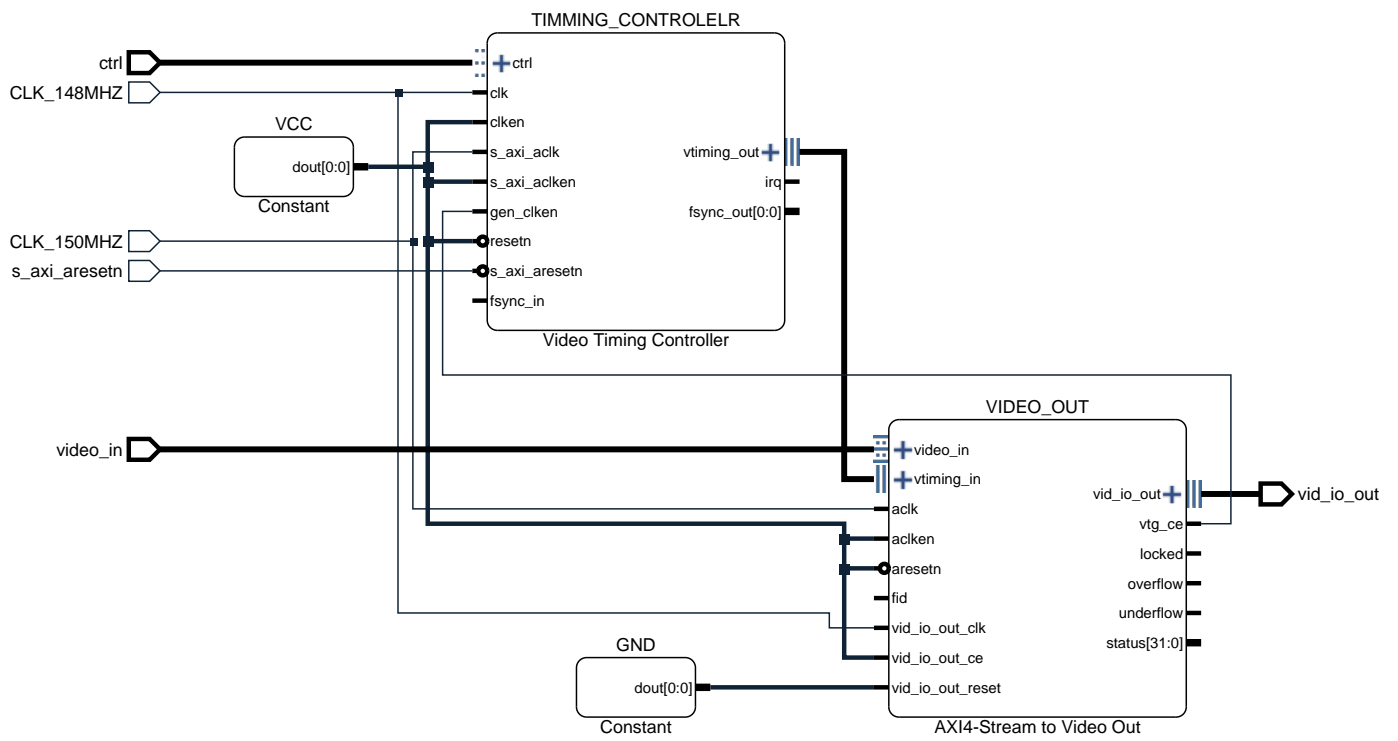 TIMMING_CONTROLELR
ctrl
CLK_148MHZ
VCC
dout[0:0]
Constant
CLK_150MHZ
s_axi_aresetn
ctrl
clk
clken
s_axi_aclk
s_axi_aclken
gen_clken
resetn
s_axi_aresetn
fsync_in
vtiming_out
irq
fsync_out[0:0]
Video Timing Controller
video_in
VIDEO_OUT
video_in
vtiming_in
aclk
aclken
aresetn
fid
vid_io_out_clk
vid_io_out_ce
vid_io_out_reset
vid_io_out
vtg_ce
locked
overflow
underflow
status[31:0]
vid_io_out
GND
dout[0:0]
Constant
AXI4-Stream to Video Out